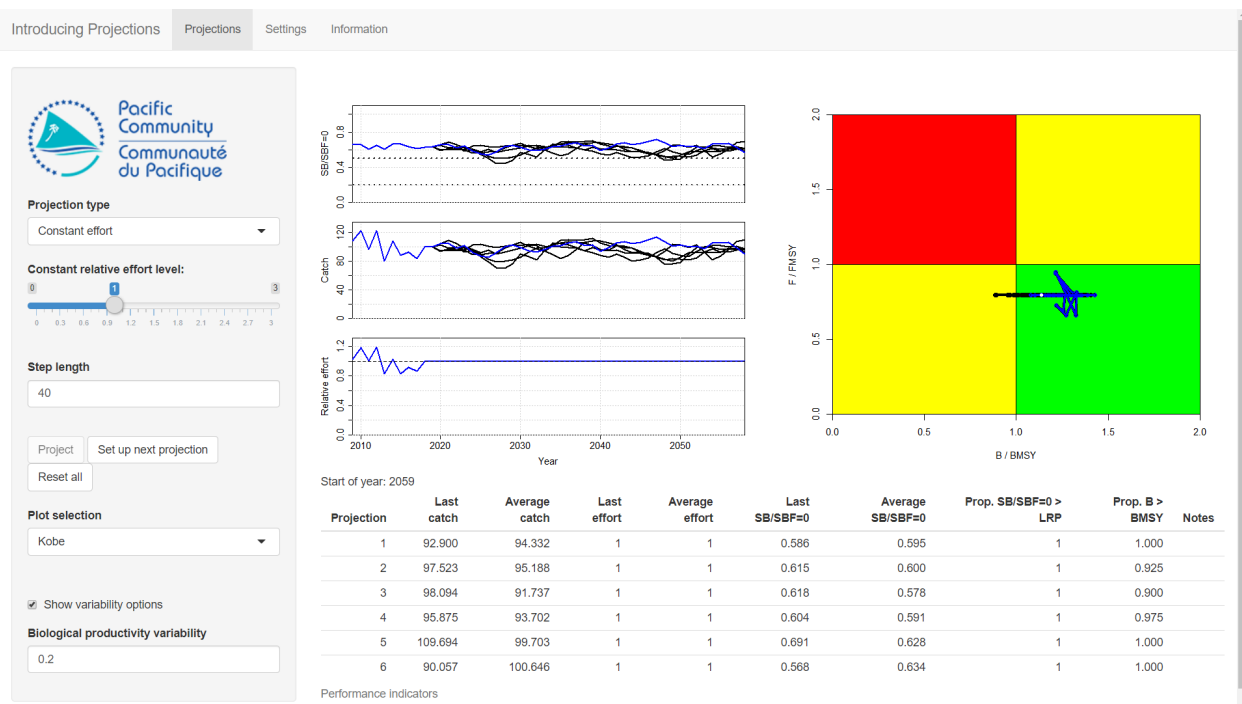 Introducing Projections Projections Settings Information
Pacific
Community
Communauté
du Pacifique
Projection type
Constant effort
Constant relative effort level:
0 1 3
0 0.3 0.6 0.9 1.2 1.5 1.8 2.1 2.4 2.7 3
Step length
40
Project Set up next projection
Reset all
Plot selection
Kobe
Show variability options
Biological productivity variability
0.2
SB/SBF=0
0.0 0.4 0.8
Catch
0 40 80 120
Relative effort
0.0 0.4 0.8 1.2
2010 2020 2030 2040 2050
Year
F / FMSY
0.0 0.5 1.0 1.5 2.0
0.0 0.5 1.0 1.5 2.0
B / BMSY
Start of year: 2059
Last Average Last Average Last Average Prop. SB/SBF=0 > Prop. B >
Projection catch catch effort effort SB/SBF=0 SB/SBF=0 LRP BMSY Notes
1 92.900 94.332 1 1 0.586 0.595 1 1.000
2 97.523 95.188 1 1 0.615 0.600 1 0.925
3 98.094 91.737 1 1 0.618 0.578 1 0.900
4 95.875 93.702 1 1 0.604 0.591 1 0.975
5 109.694 99.703 1 1 0.691 0.628 1 1.000
6 90.057 100.646 1 1 0.568 0.634 1 1.000
Performance indicators